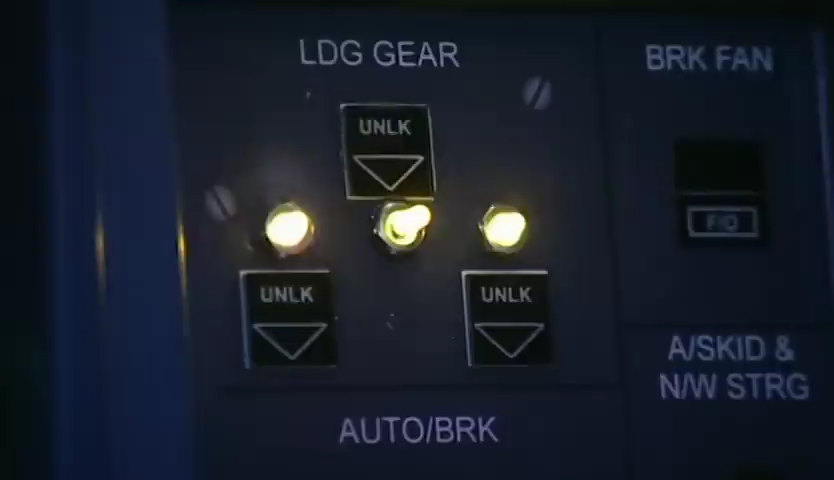 LDG GEAR
BRK FAN
UNLK
UNLK
UNLK
A/SKID &
N/W STRG
AUTO/BRK